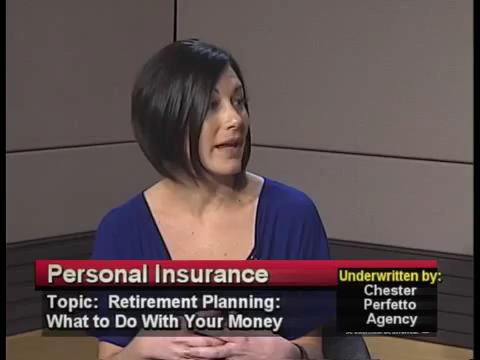 Personal Insurance
Topic: Retirement Planning:
What to Do With Your Money
Underwritten by:
Chester
Perfetto
Agency